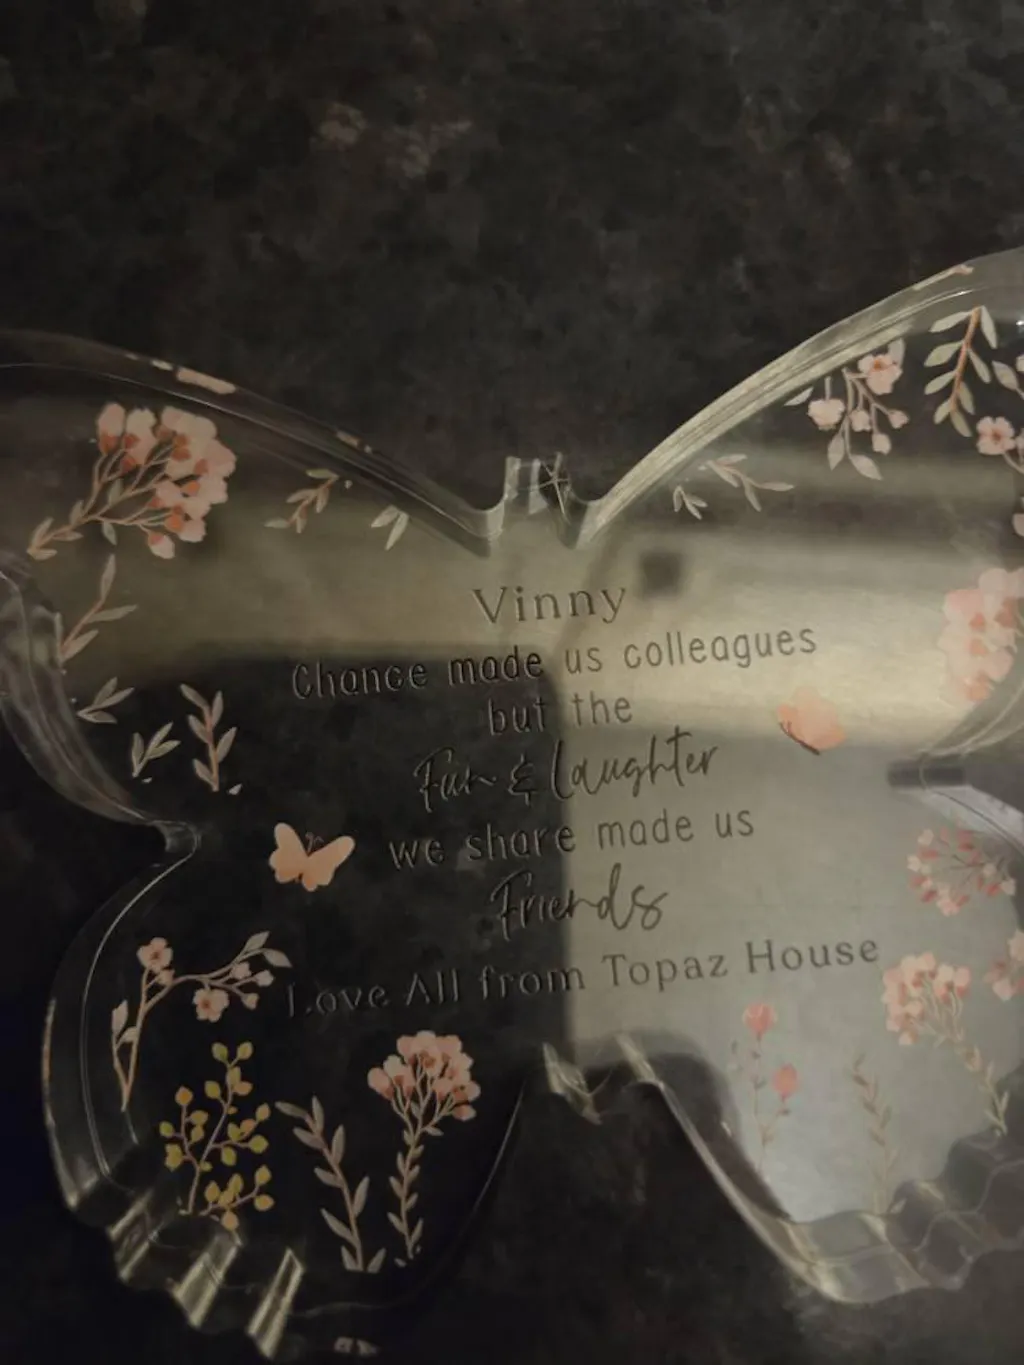 Vinny
Chance made us colleagues
but the
Fun & Laughter
we share made us
Friends
Love All from Topaz House